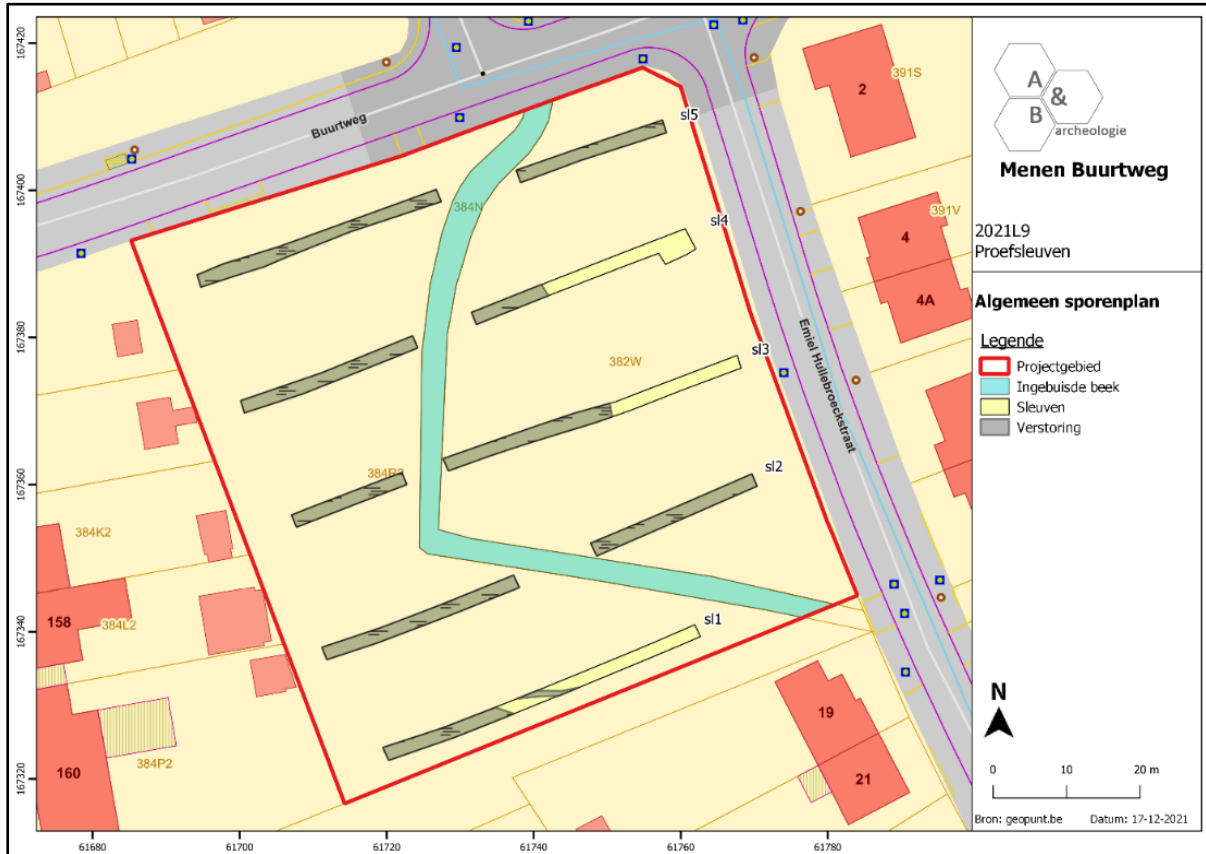 167420
167400
167380
167360
167340
167320
61680
61700
61720
61740
61760
61780
Buurtweg
Emiel Hullebroeckstraat
sl5
sl4
sl3
sl2
sl1
384N
382W
384K2
384L2
384P2
391S
391V
2
4
4A
158
160
19
21
A
&
B
archeologie
Menen Buurtweg
2021L9
Proefsleuven
Algemeen sporenplan
Legende
Projectgebied
Ingebuisde beek
Sleuven
Verstoring
N
0 10 20 m
Bron: geopunt.be Datum: 17-12-2021